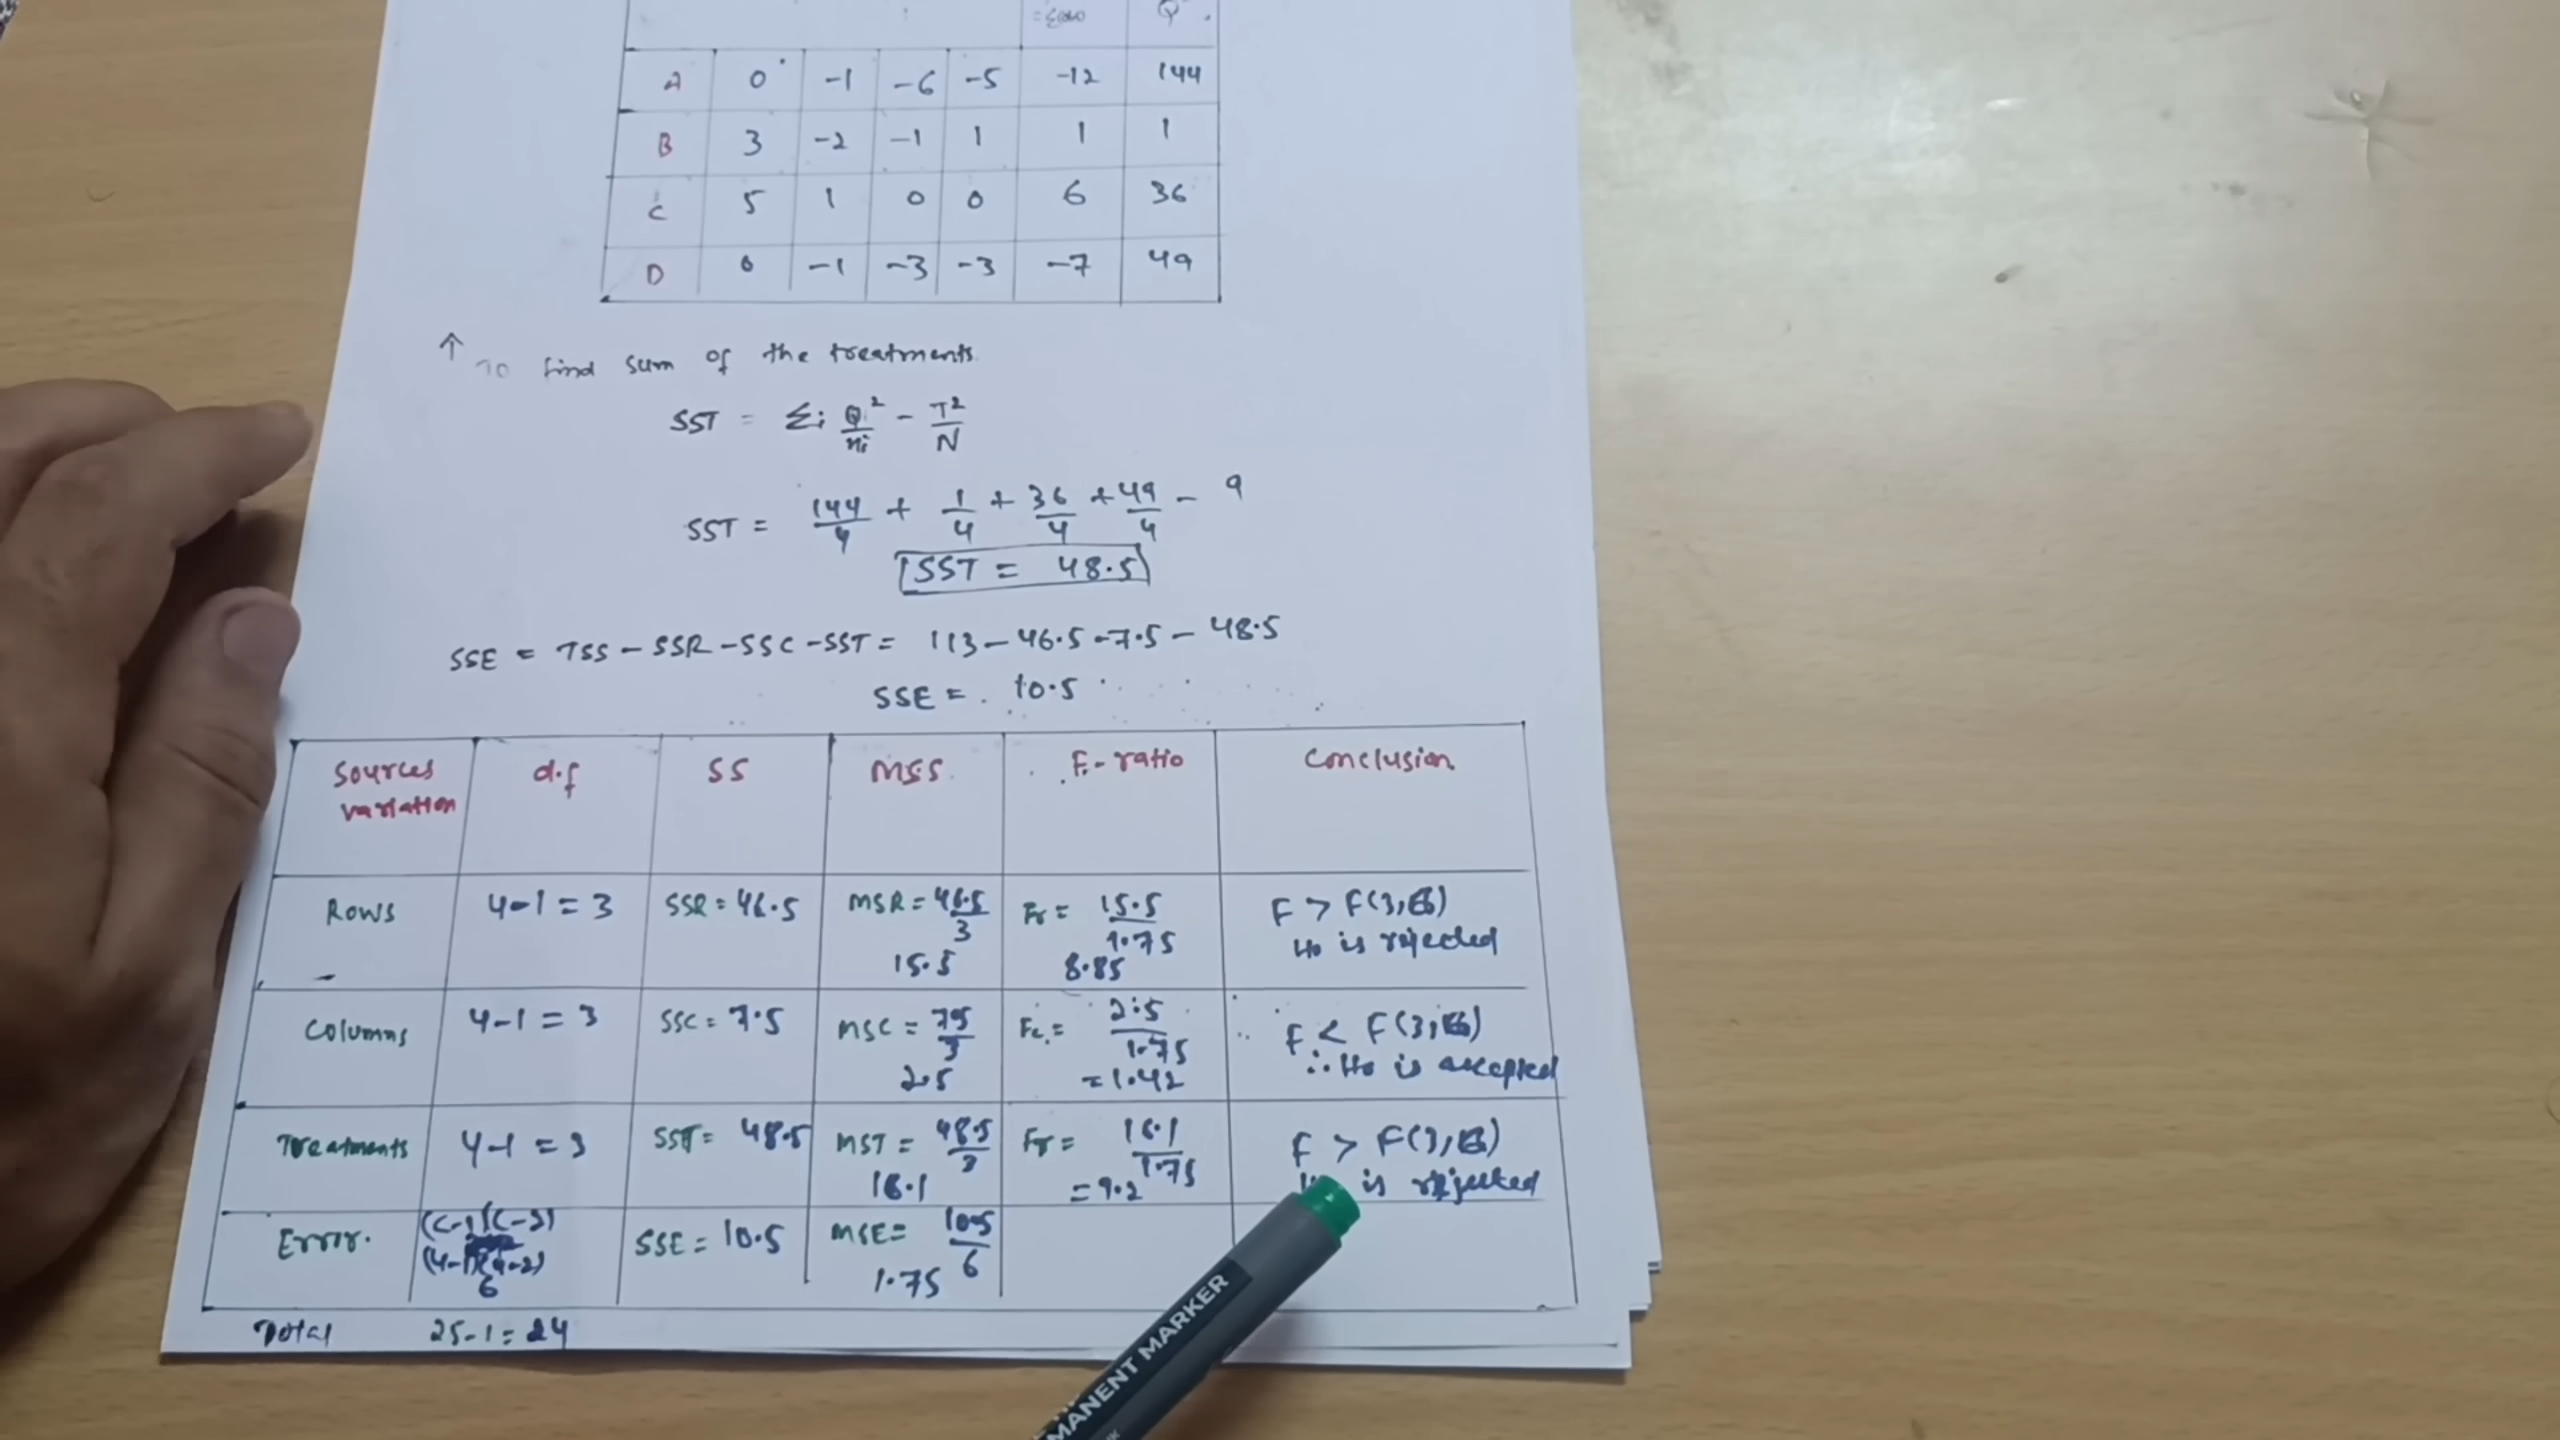 Q²
A 0 -1 -6 -5 -12 144
B 3 -2 -1 1 1 1
C 5 1 0 0 6 36
D 0 -1 -3 -3 -7 49
↑ To find sum of the treatments
SST = Σi Q²/ni - T²/N
SST = 144/4 + 1/4 + 36/4 + 49/4 - 9
SST = 48.5
SSE = TSS - SSR - SSC - SST = 113 - 46.5 - 7.5 - 48.5
SSE = 10.5
Sources variation d.f SS MSS F-ratio Conclusion
Rows 4-1=3 SSR=46.5 MSR=46.5/3 15.5 Fr = 15.5/1.75 8.85 F > F(3,6) Ho is rejected
Columns 4-1=3 SSC=7.5 MSC=7.5/3 2.5 Fc = 2.5/1.75 =1.42 F < F(3,6) ∴ Ho is accepted
Treatments 4-1=3 SST=48.5 MST=48.5/3 16.1 FT = 16.1/1.75 =9.2 F > F(3,6) is rejected
Error. (4-1)(4-2) 6 SSE=10.5 MSE=10.5/6 1.75
Total 25-1=24
MANENT MARKER